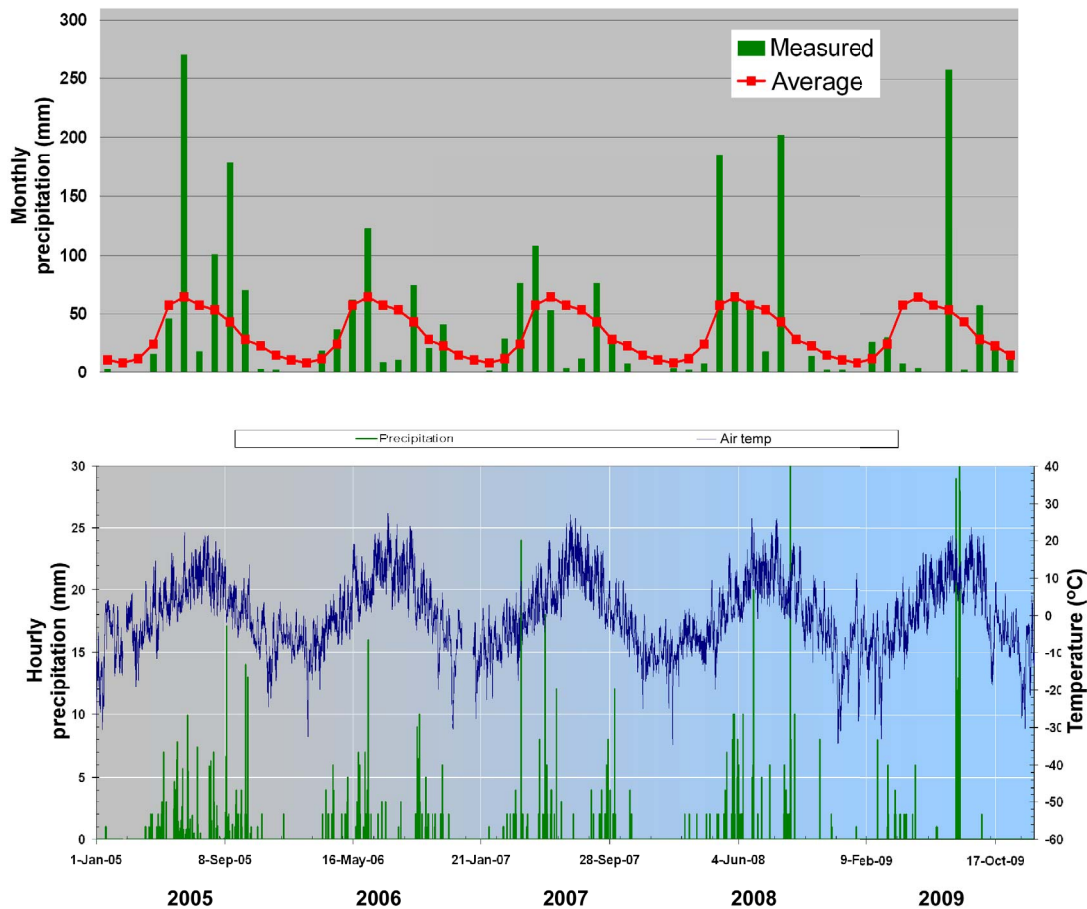 300
250
200
150
100
50
0
Monthly
precipitation (mm)
Measured
Average
Precipitation
Air temp
30
25
20
15
10
5
0
Hourly
precipitation (mm)
40
30
20
10
0
-10
-20
-30
-40
-50
-60
Temperature (ºC)
1-Jan-05
8-Sep-05
16-May-06
21-Jan-07
28-Sep-07
4-Jun-08
9-Feb-09
17-Oct-09
2005
2006
2007
2008
2009